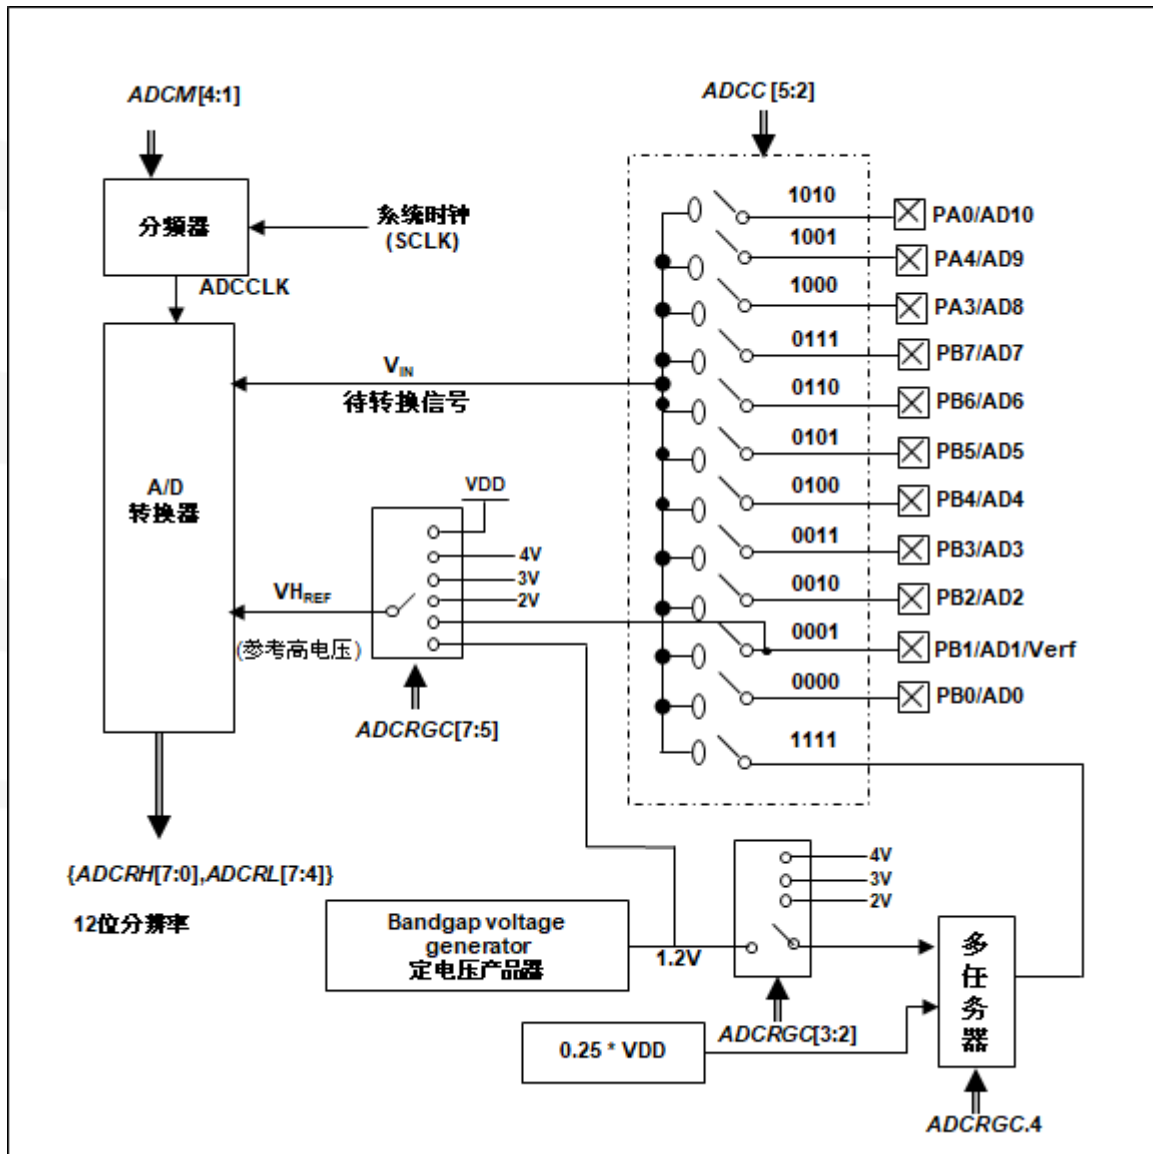 ADCM[4:1]
ADCC [5:2]
分频器
系统时钟
(SCLK)
ADCCLK
1010
PA0/AD10
1001
PA4/AD9
1000
PA3/AD8
0111
PB7/AD7
0110
PB6/AD6
0101
PB5/AD5
0100
PB4/AD4
0011
PB3/AD3
0010
PB2/AD2
0001
PB1/AD1/Verf
0000
PB0/AD0
1111
VIN
待转换信号
A/D
转换器
VDD
4V
3V
2V
VHREF
(参考高电压)
ADCRGC[7:5]
{ADCRH[7:0],ADCRL[7:4]}
12位分辨率
Bandgap voltage
generator
定电压产品器
1.2V
4V
3V
2V
ADCRGC[3:2]
0.25 * VDD
多任务器
ADCRGC.4